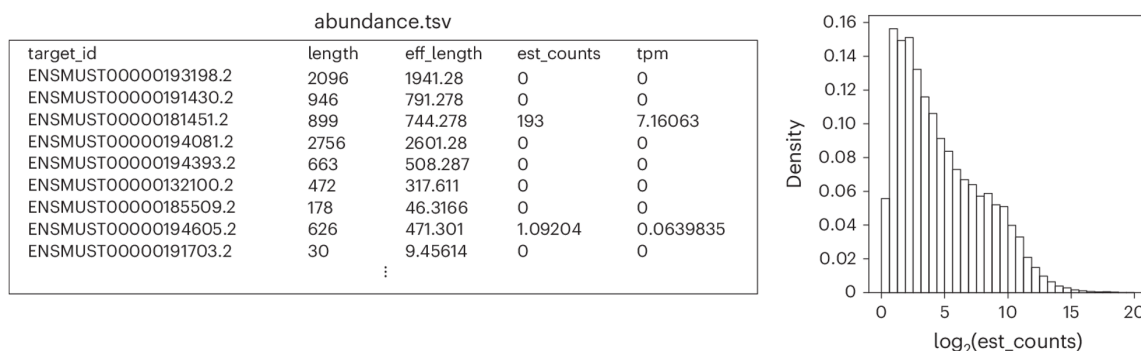 abundance.tsv
target_id length eff_length est_counts tpm
ENSMUST00000193198.2 2096 1941.28 0 0
ENSMUST00000191430.2 946 791.278 0 0
ENSMUST00000181451.2 899 744.278 193 7.16063
ENSMUST00000194081.2 2756 2601.28 0 0
ENSMUST00000194393.2 663 508.287 0 0
ENSMUST00000132100.2 472 317.611 0 0
ENSMUST00000185509.2 178 46.3166 0 0
ENSMUST00000194605.2 626 471.301 1.09204 0.0639835
ENSMUST00000191703.2 30 9.45614 0 0
⋮
Density
0.16
0.14
0.12
0.10
0.08
0.06
0.04
0.02
0
0 5 10 15 20
log₂(est_counts)